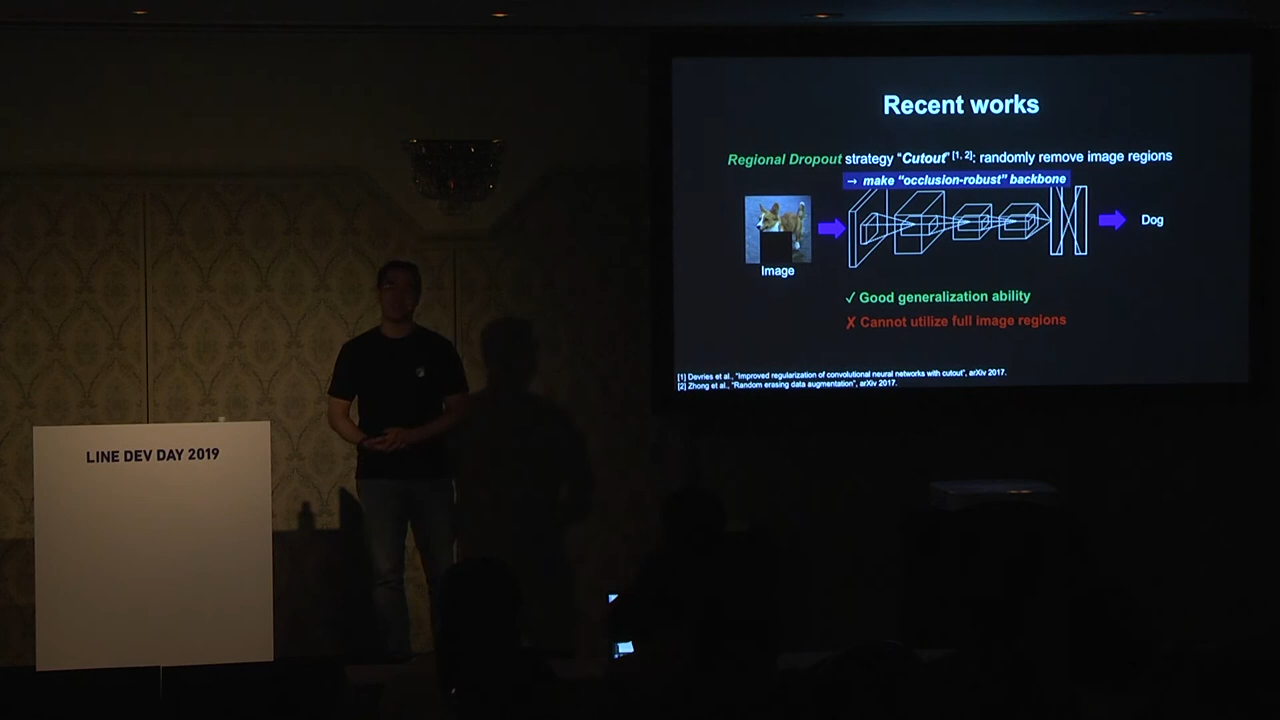 LINE DEV DAY 2019
Recent works
Regional Dropout strategy “Cutout” [1, 2]: randomly remove image regions
→ make “occlusion-robust” backbone
Image
Dog
✓ Good generalization ability
✗ Cannot utilize full image regions
[1] Devries et al., “Improved regularization of convolutional neural networks with cutout”, arXiv 2017.
[2] Zhong et al., “Random erasing data augmentation”, arXiv 2017.